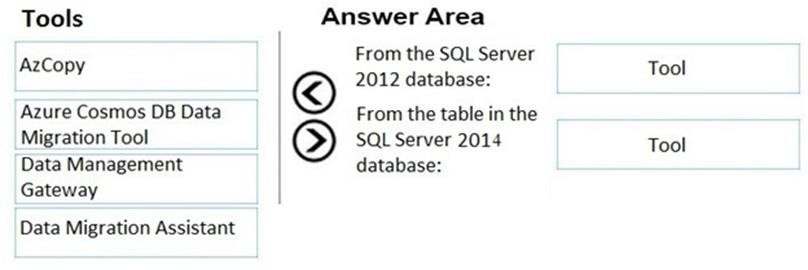 Tools
AzCopy
Azure Cosmos DB Data
Migration Tool
Data Management
Gateway
Data Migration Assistant
Answer Area
From the SQL Server
2012 database:
Tool
From the table in the
SQL Server 2014
database:
Tool